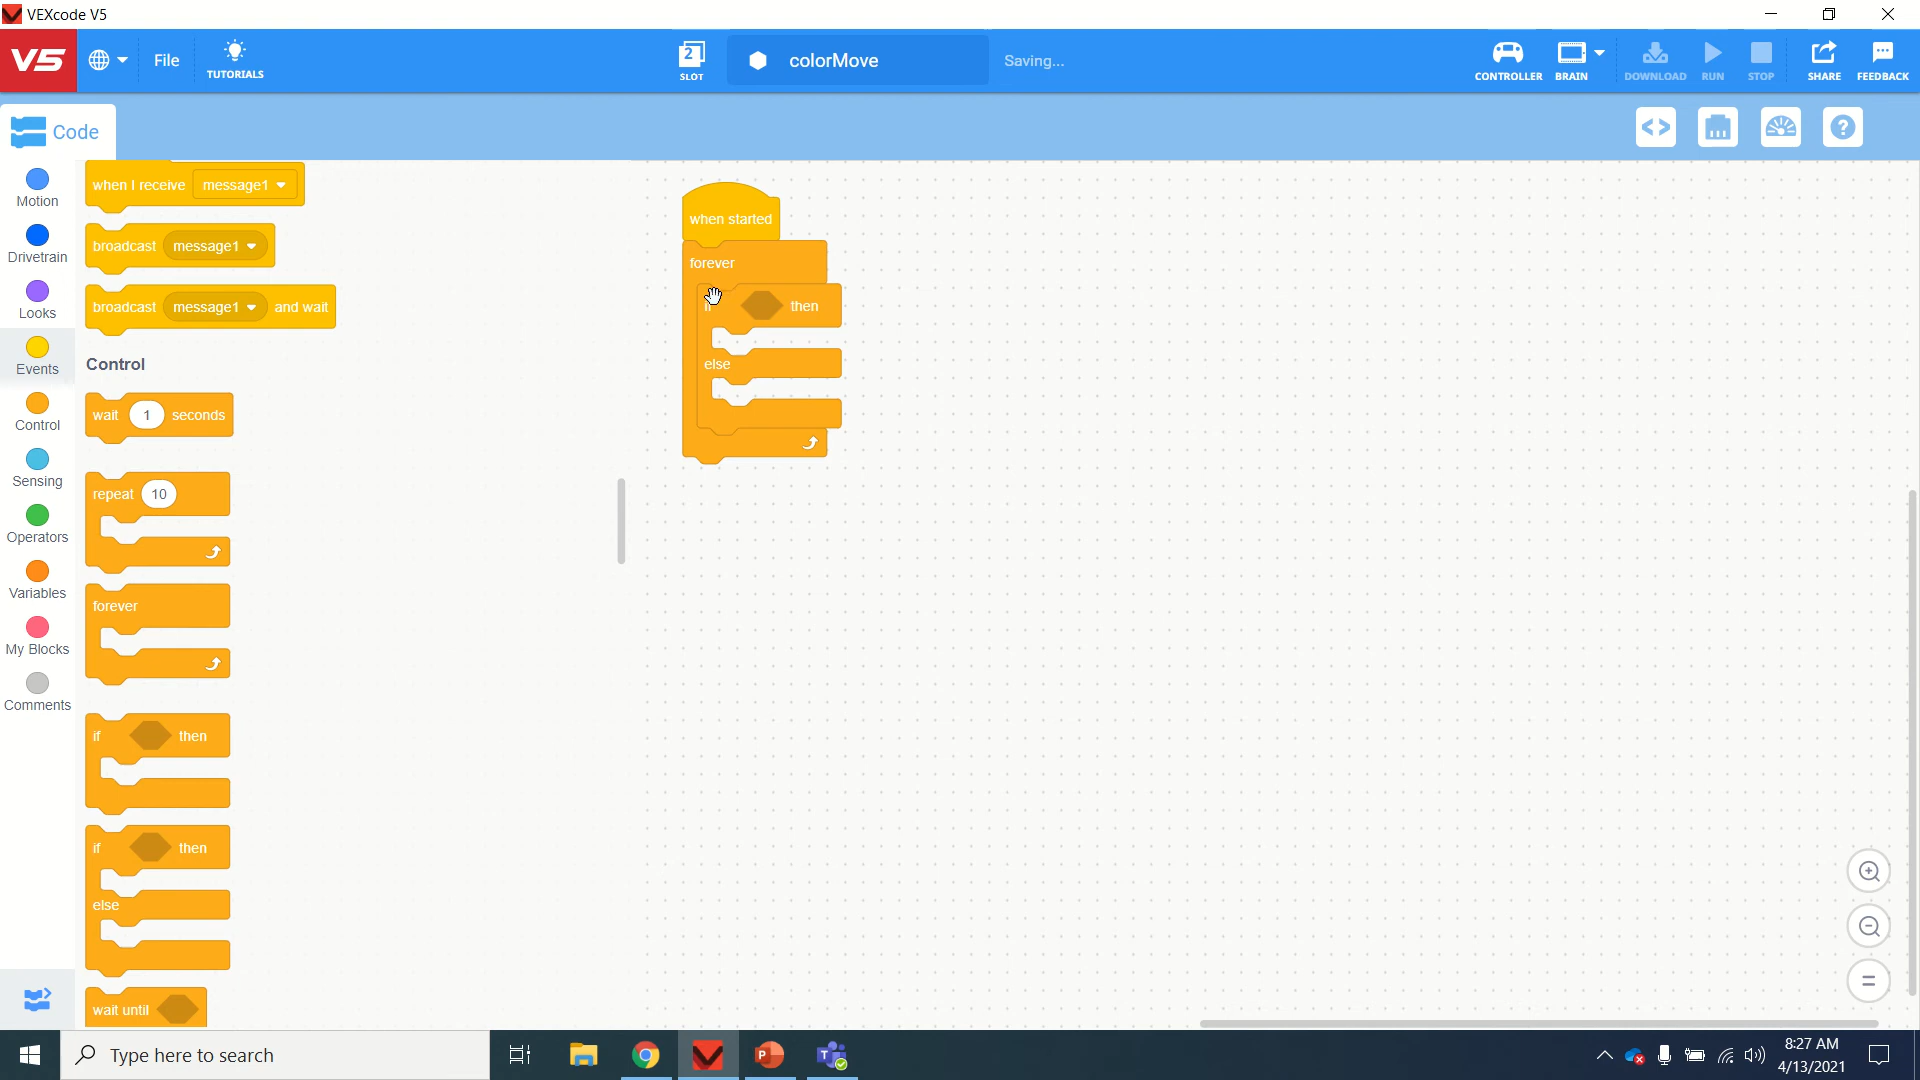 VEXcode V5
V5
File
TUTORIALS
2
SLOT
colorMove
Saving...
CONTROLLER
BRAIN
DOWNLOAD
RUN
STOP
SHARE
FEEDBACK
Code
Motion
Drivetrain
Looks
Events
Control
Sensing
Operators
Variables
My Blocks
Comments
when I receive message1
broadcast message1
broadcast message1 and wait
Control
wait 1 seconds
repeat 10
forever
if then
if then
else
wait until
when started
forever
if then
else
Type here to search
8:27 AM
4/13/2021